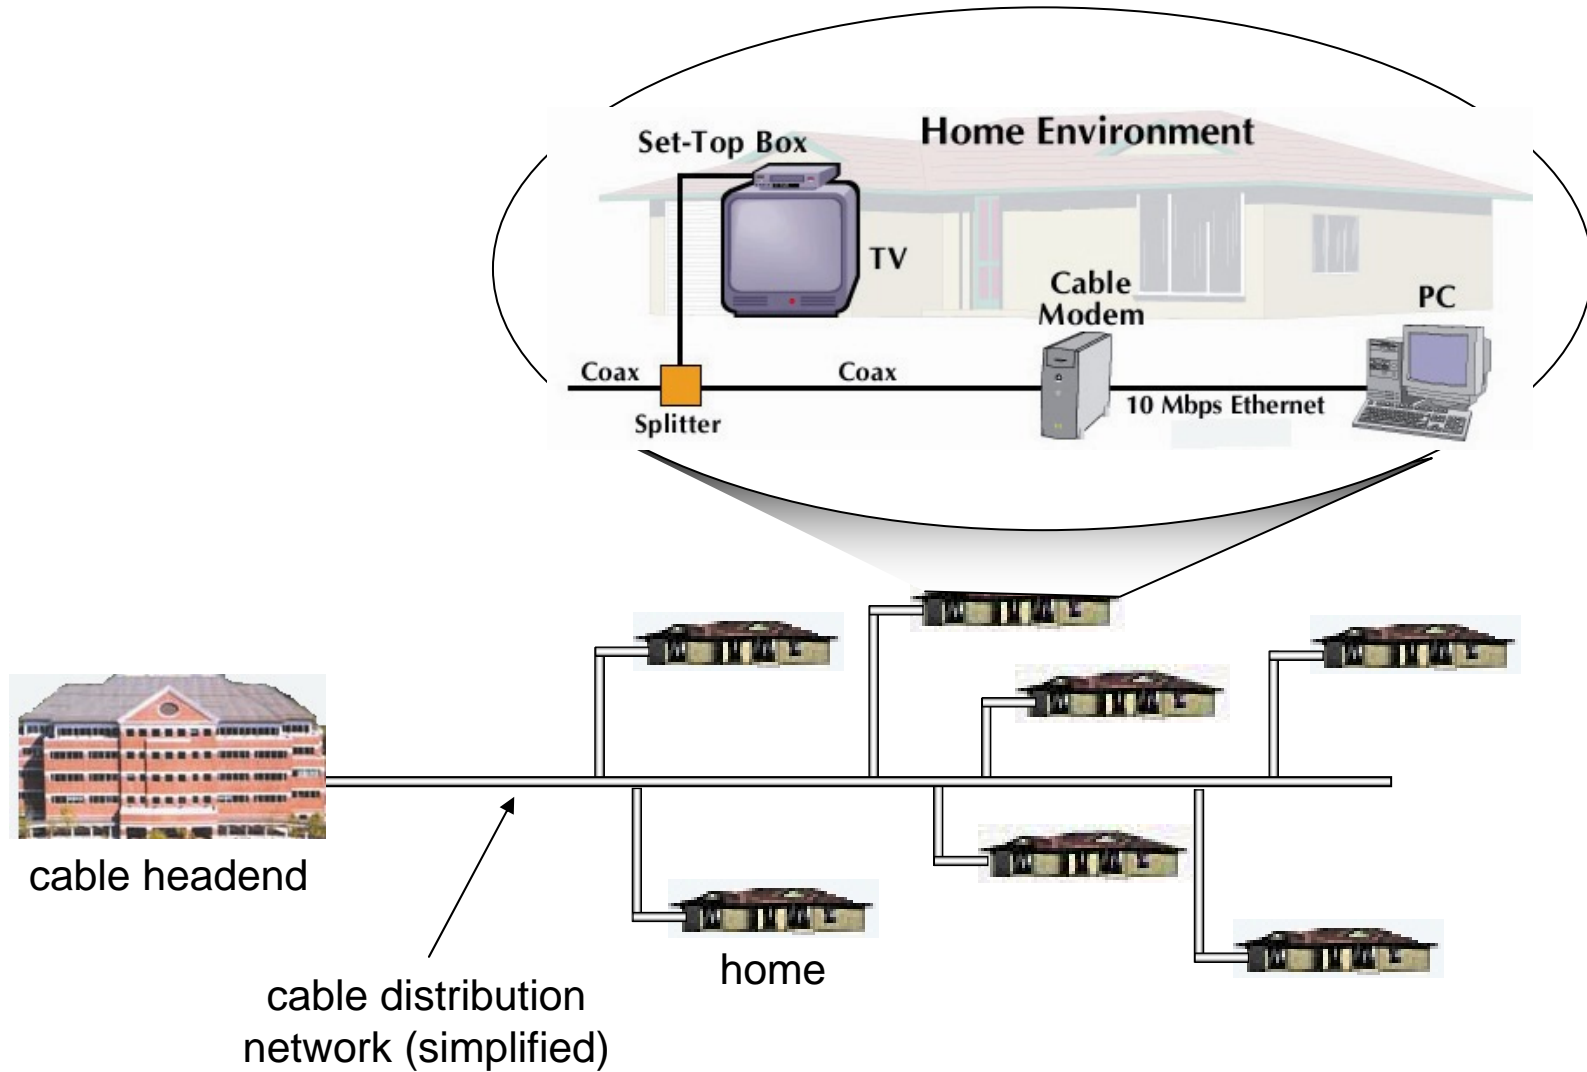 Home Environment
Set-Top Box
TV
Cable
Modem
PC
Coax
Coax
10 Mbps Ethernet
Splitter
cable headend
home
cable distribution
network (simplified)